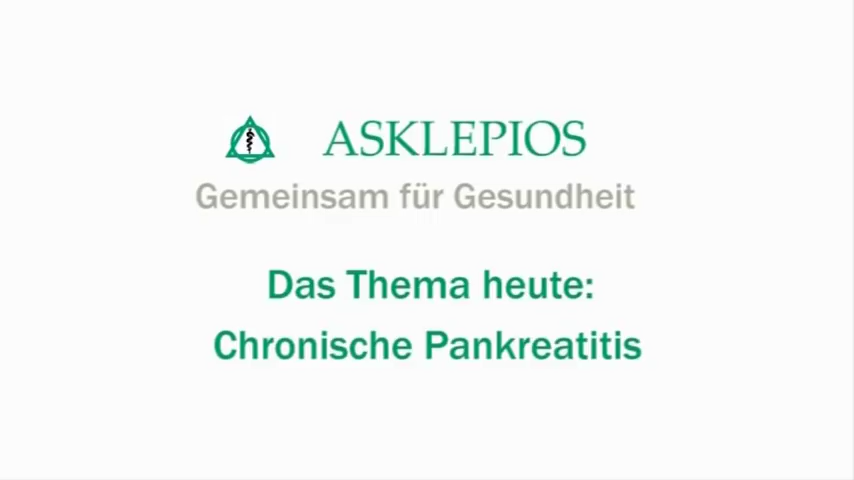 ASKLEPIOS
Gemeinsam für Gesundheit
Das Thema heute:
Chronische Pankreatitis